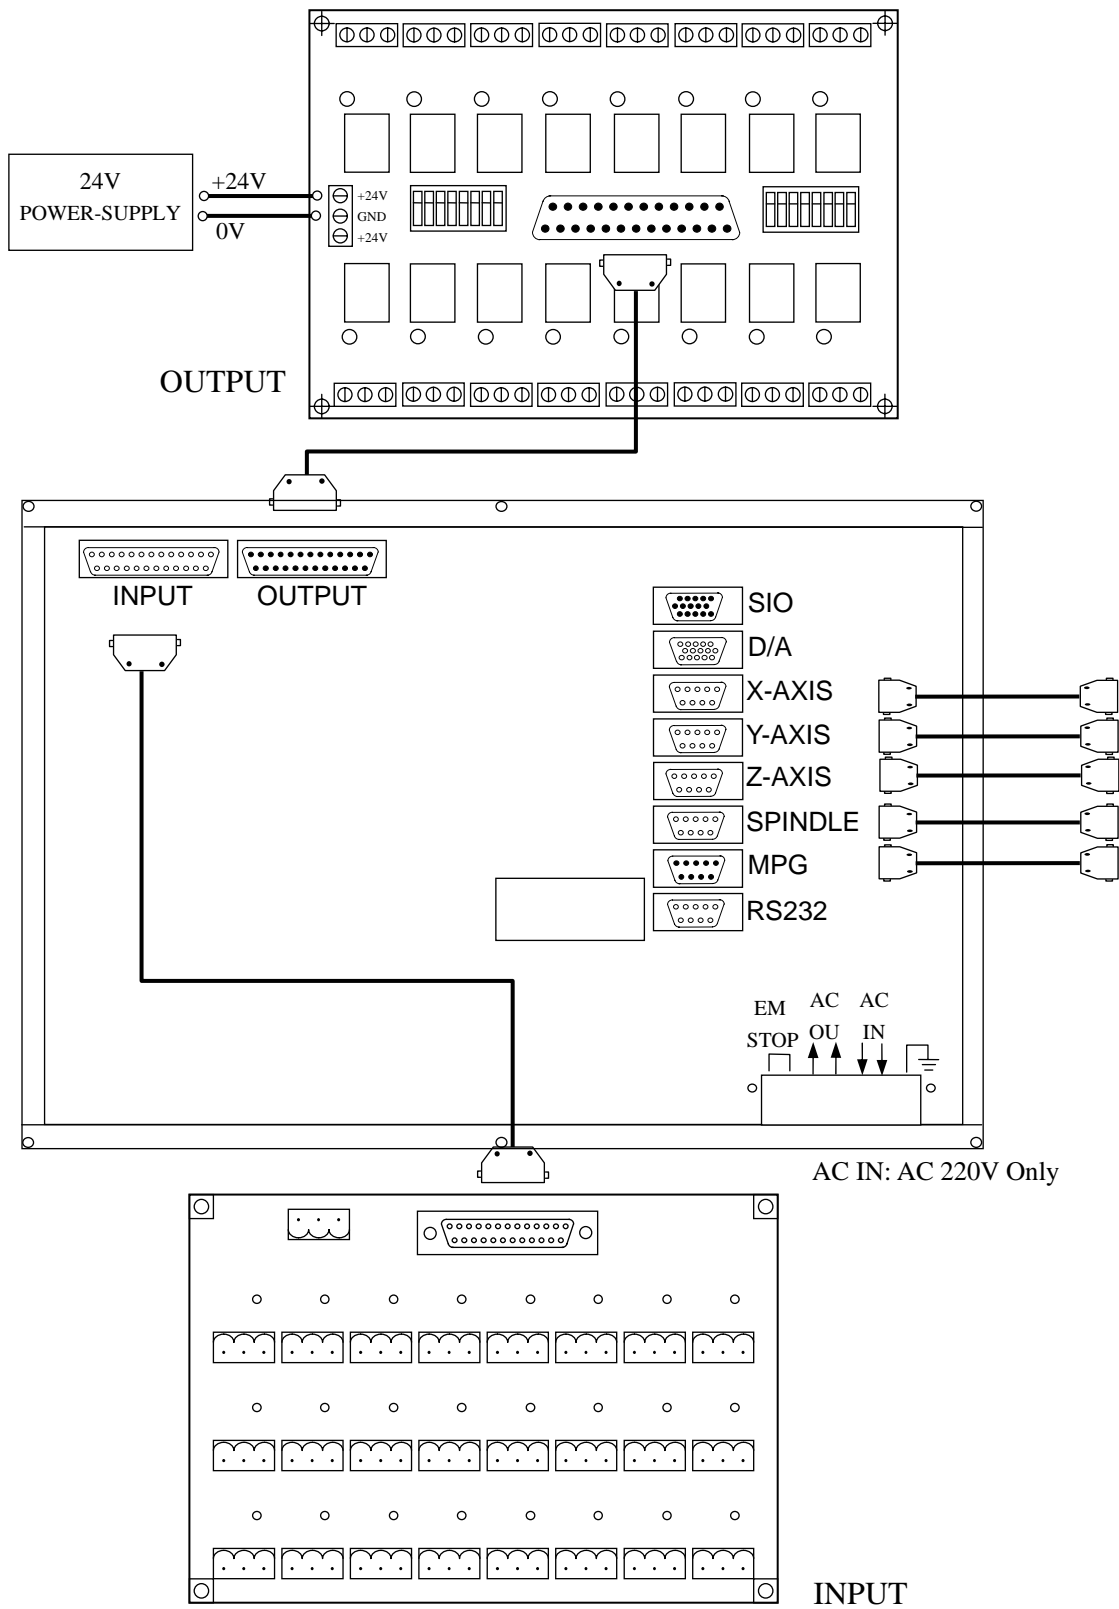 24V
POWER-SUPPLY
+24V
0V
+24V
GND
+24V
OUTPUT
INPUT
OUTPUT
SIO
D/A
X-AXIS
Y-AXIS
Z-AXIS
SPINDLE
MPG
RS232
EM
STOP
AC
OU
AC
IN
AC IN: AC 220V Only
INPUT